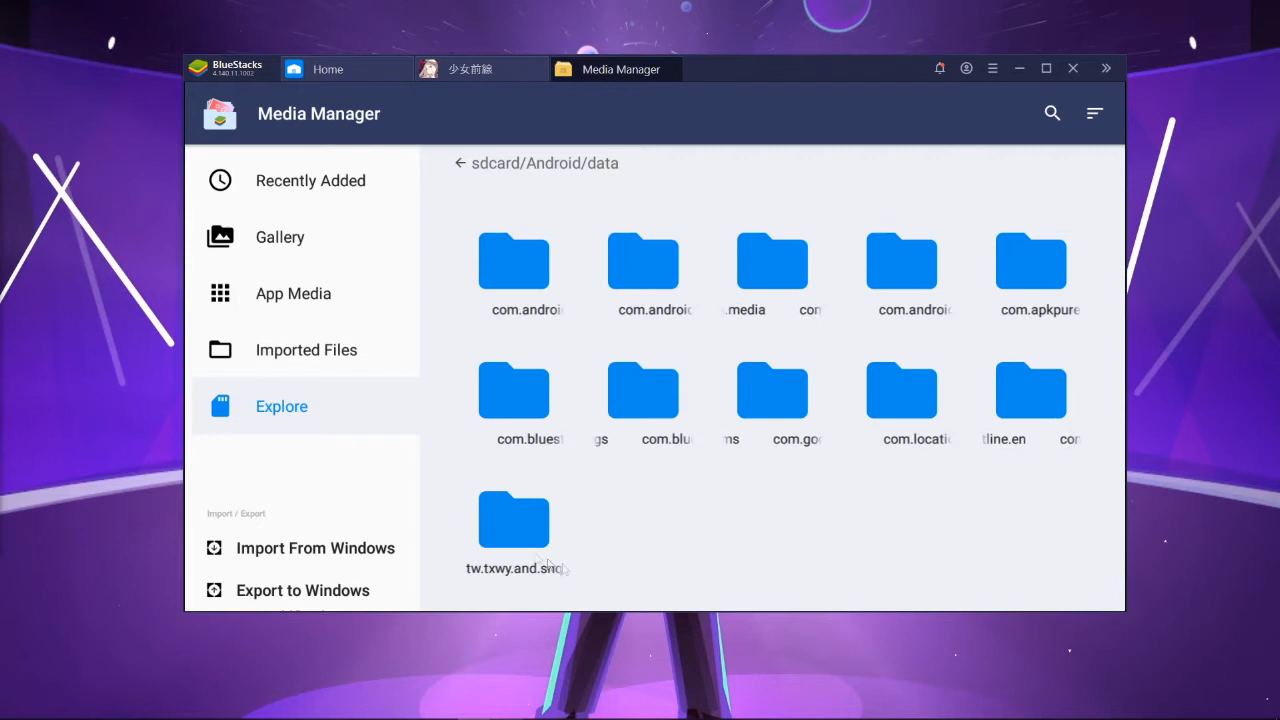 BlueStacks
4.140.11.1002
Home
少女前線
Media Manager
Media Manager
sdcard/Android/data
Recently Added
Gallery
App Media
Imported Files
Explore
com.androi
com.androi
.media com
com.androi
com.apkpure
com.blues
gs com.blu
ms com.goo
com.locati
tline.en com
tw.txwy.and.sno
Import / Export
Import From Windows
Export to Windows